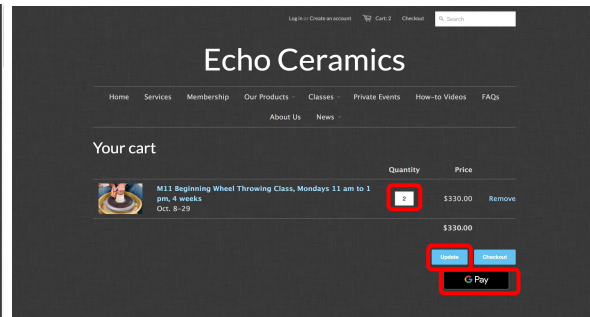 Log in or Create an account Cart: 2 Checkout Search
Echo Ceramics
Home Services Membership Our Products Classes Private Events How-to Videos FAQs
About Us News
Your cart
Quantity Price
M11 Beginning Wheel Throwing Class, Mondays 11 am to 1
2 $330.00 Remove
pm, 4 weeks
Oct. 8-29
$330.00
Update Checkout
G Pay